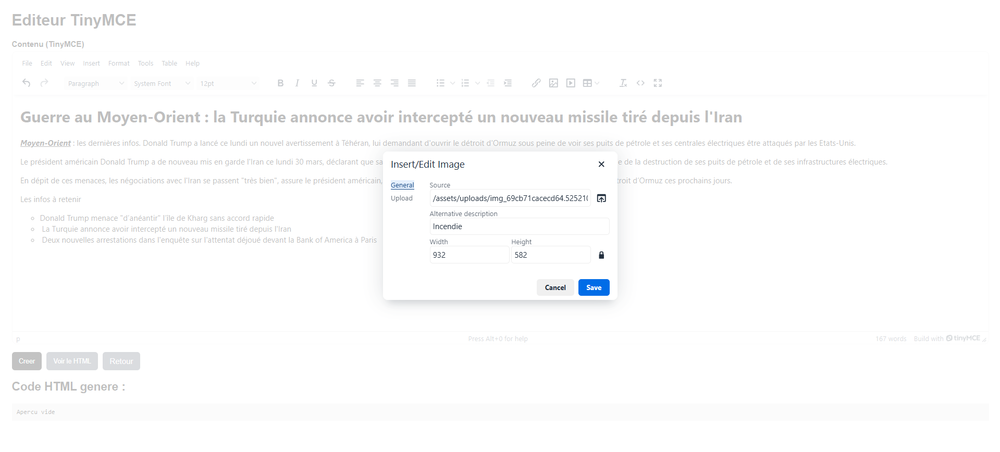 Editeur TinyMCE
Contenu (TinyMCE)
File Edit View Insert Format Tools Table Help
Paragraph System Font 12pt
Guerre au Moyen-Orient : la Turquie annonce avoir intercepté un nouveau missile tiré depuis l'Iran
Moyen-Orient : les dernières infos. Donald Trump a lancé ce lundi un nouvel avertissement à Téhéran, lui demandant d'ouvrir le détroit d'Ormuz sous peine de voir ses puits de pétrole et ses centrales électriques être attaqués par les Etats-Unis.
Le président américain Donald Trump a de nouveau mis en garde l'Iran ce lundi 30 mars, déclarant que sa
e de la destruction de ses puits de pétrole et de ses infrastructures électriques.
En dépit de ces menaces, les négociations avec l'Iran se passent "très bien", assure le président américain,
troit d'Ormuz ces prochains jours.
Les infos à retenir
Donald Trump menace "d'anéantir" l'île de Kharg sans accord rapide
La Turquie annonce avoir intercepté un nouveau missile tiré depuis l'Iran
Deux nouvelles arrestations dans l'enquête sur l'attentat déjoué devant la Bank of America à Paris
Insert/Edit Image
General
Upload
Source
/assets/uploads/img_69cb71cacecd64.52521
Alternative description
Incendie
Width Height
932 582
Cancel Save
p Press Alt+0 for help 167 words Build with tinyMCE
Creer Voir le HTML Retour
Code HTML genere :
Apercu vide